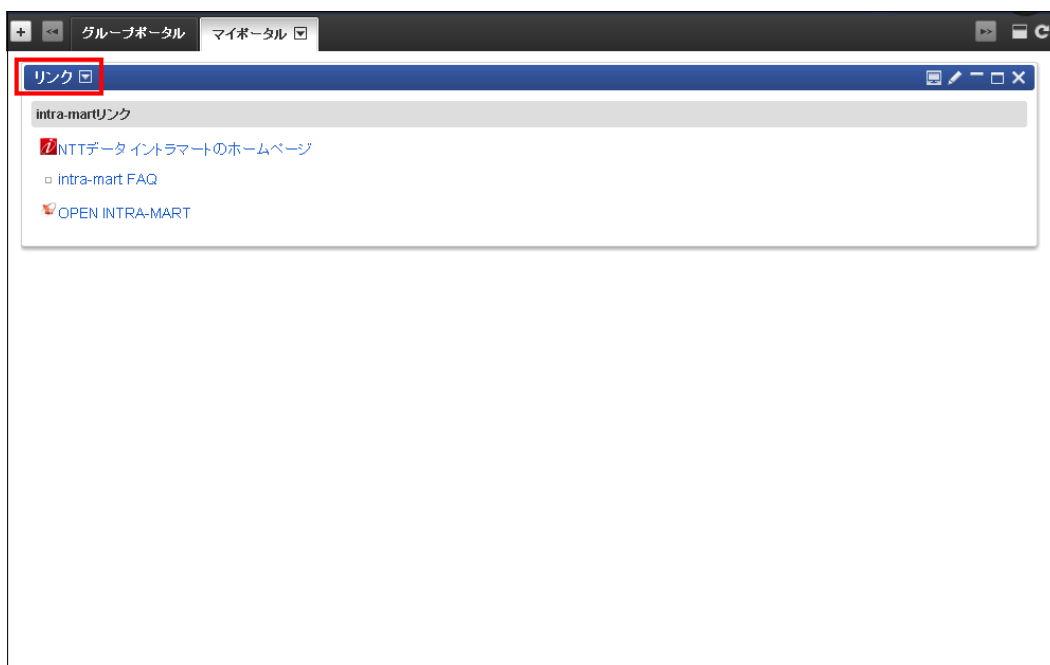 グループポータル マイポータル
リンク
intra-martリンク
NTTデータ イントラマートのホームページ
intra-mart FAQ
OPEN INTRA-MART